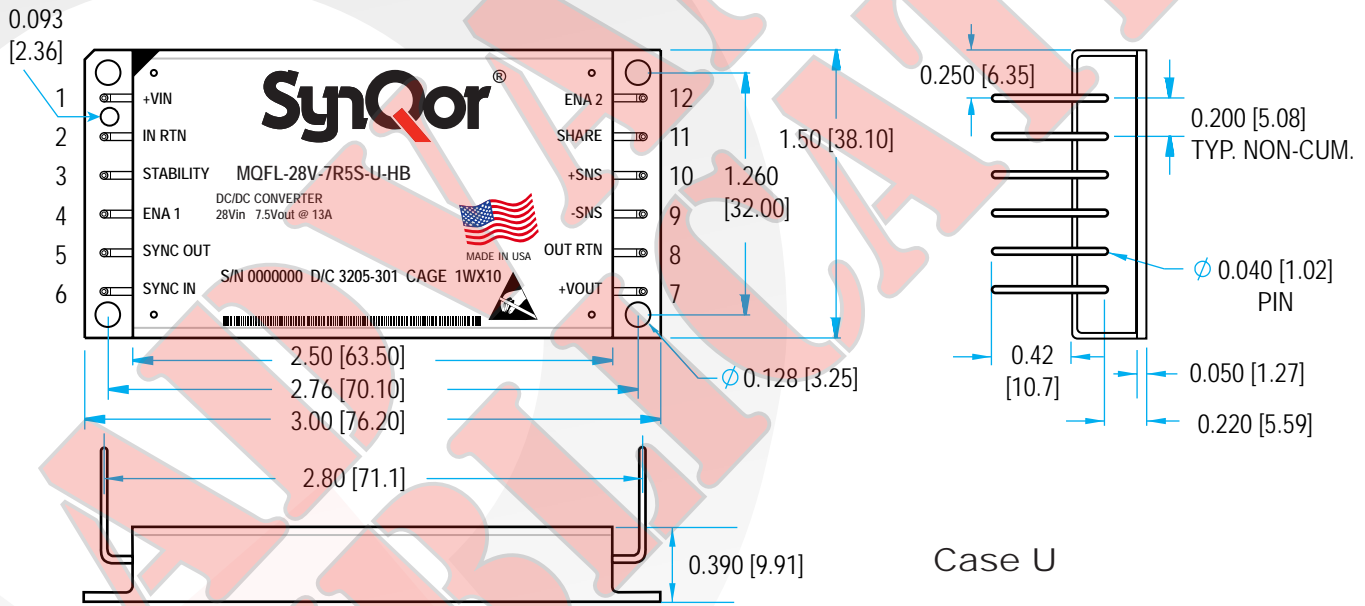 0.093
[2.36]
SynQor®
1
+VIN
2
IN RTN
3
STABILITY
4
ENA 1
5
SYNC OUT
6
SYNC IN
MQFL-28V-7R5S-U-HB
DC/DC CONVERTER
28Vin 7.5Vout @ 13A
MADE IN USA
S/N 0000000 D/C 3205-301 CAGE 1WX10
ENA 2
12
SHARE
11
+SNS
10
-SNS
9
OUT RTN
8
+VOUT
7
1.260
[32.00]
1.50 [38.10]
2.50 [63.50]
2.76 [70.10]
3.00 [76.20]
Ø 0.128 [3.25]
0.250 [6.35]
0.200 [5.08]
TYP. NON-CUM.
Ø 0.040 [1.02]
PIN
0.42
[10.7]
0.050 [1.27]
0.220 [5.59]
2.80 [71.1]
0.390 [9.91]
Case U